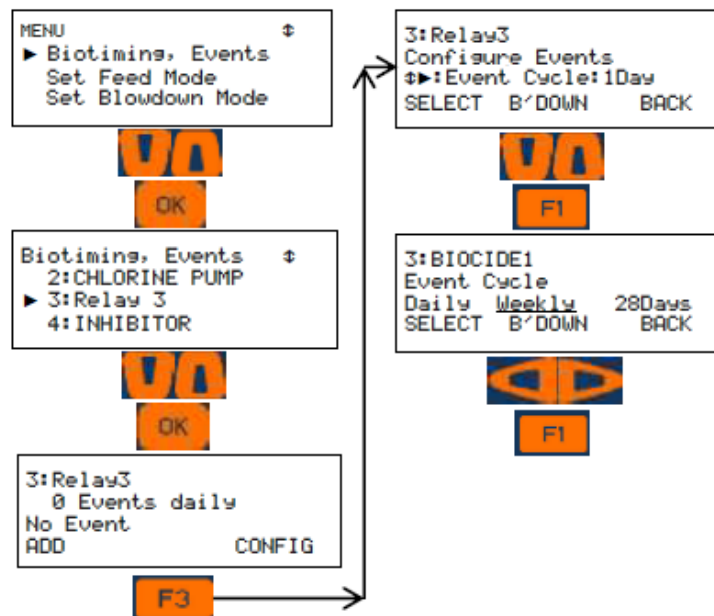 MENU ⇕
► Biotiming, Events
Set Feed Mode
Set Blowdown Mode
OK
Biotiming, Events ⇕
2:CHLORINE PUMP
► 3:Relay 3
4:INHIBITOR
OK
3:Relay3
0 Events daily
No Event
ADD CONFIG
F3
3:Relay3
Configure Events
⇕►:Event Cycle:1Day
SELECT B'DOWN BACK
F1
3:BIOCIDE1
Event Cycle
Daily Weekly 28Days
SELECT B'DOWN BACK
F1